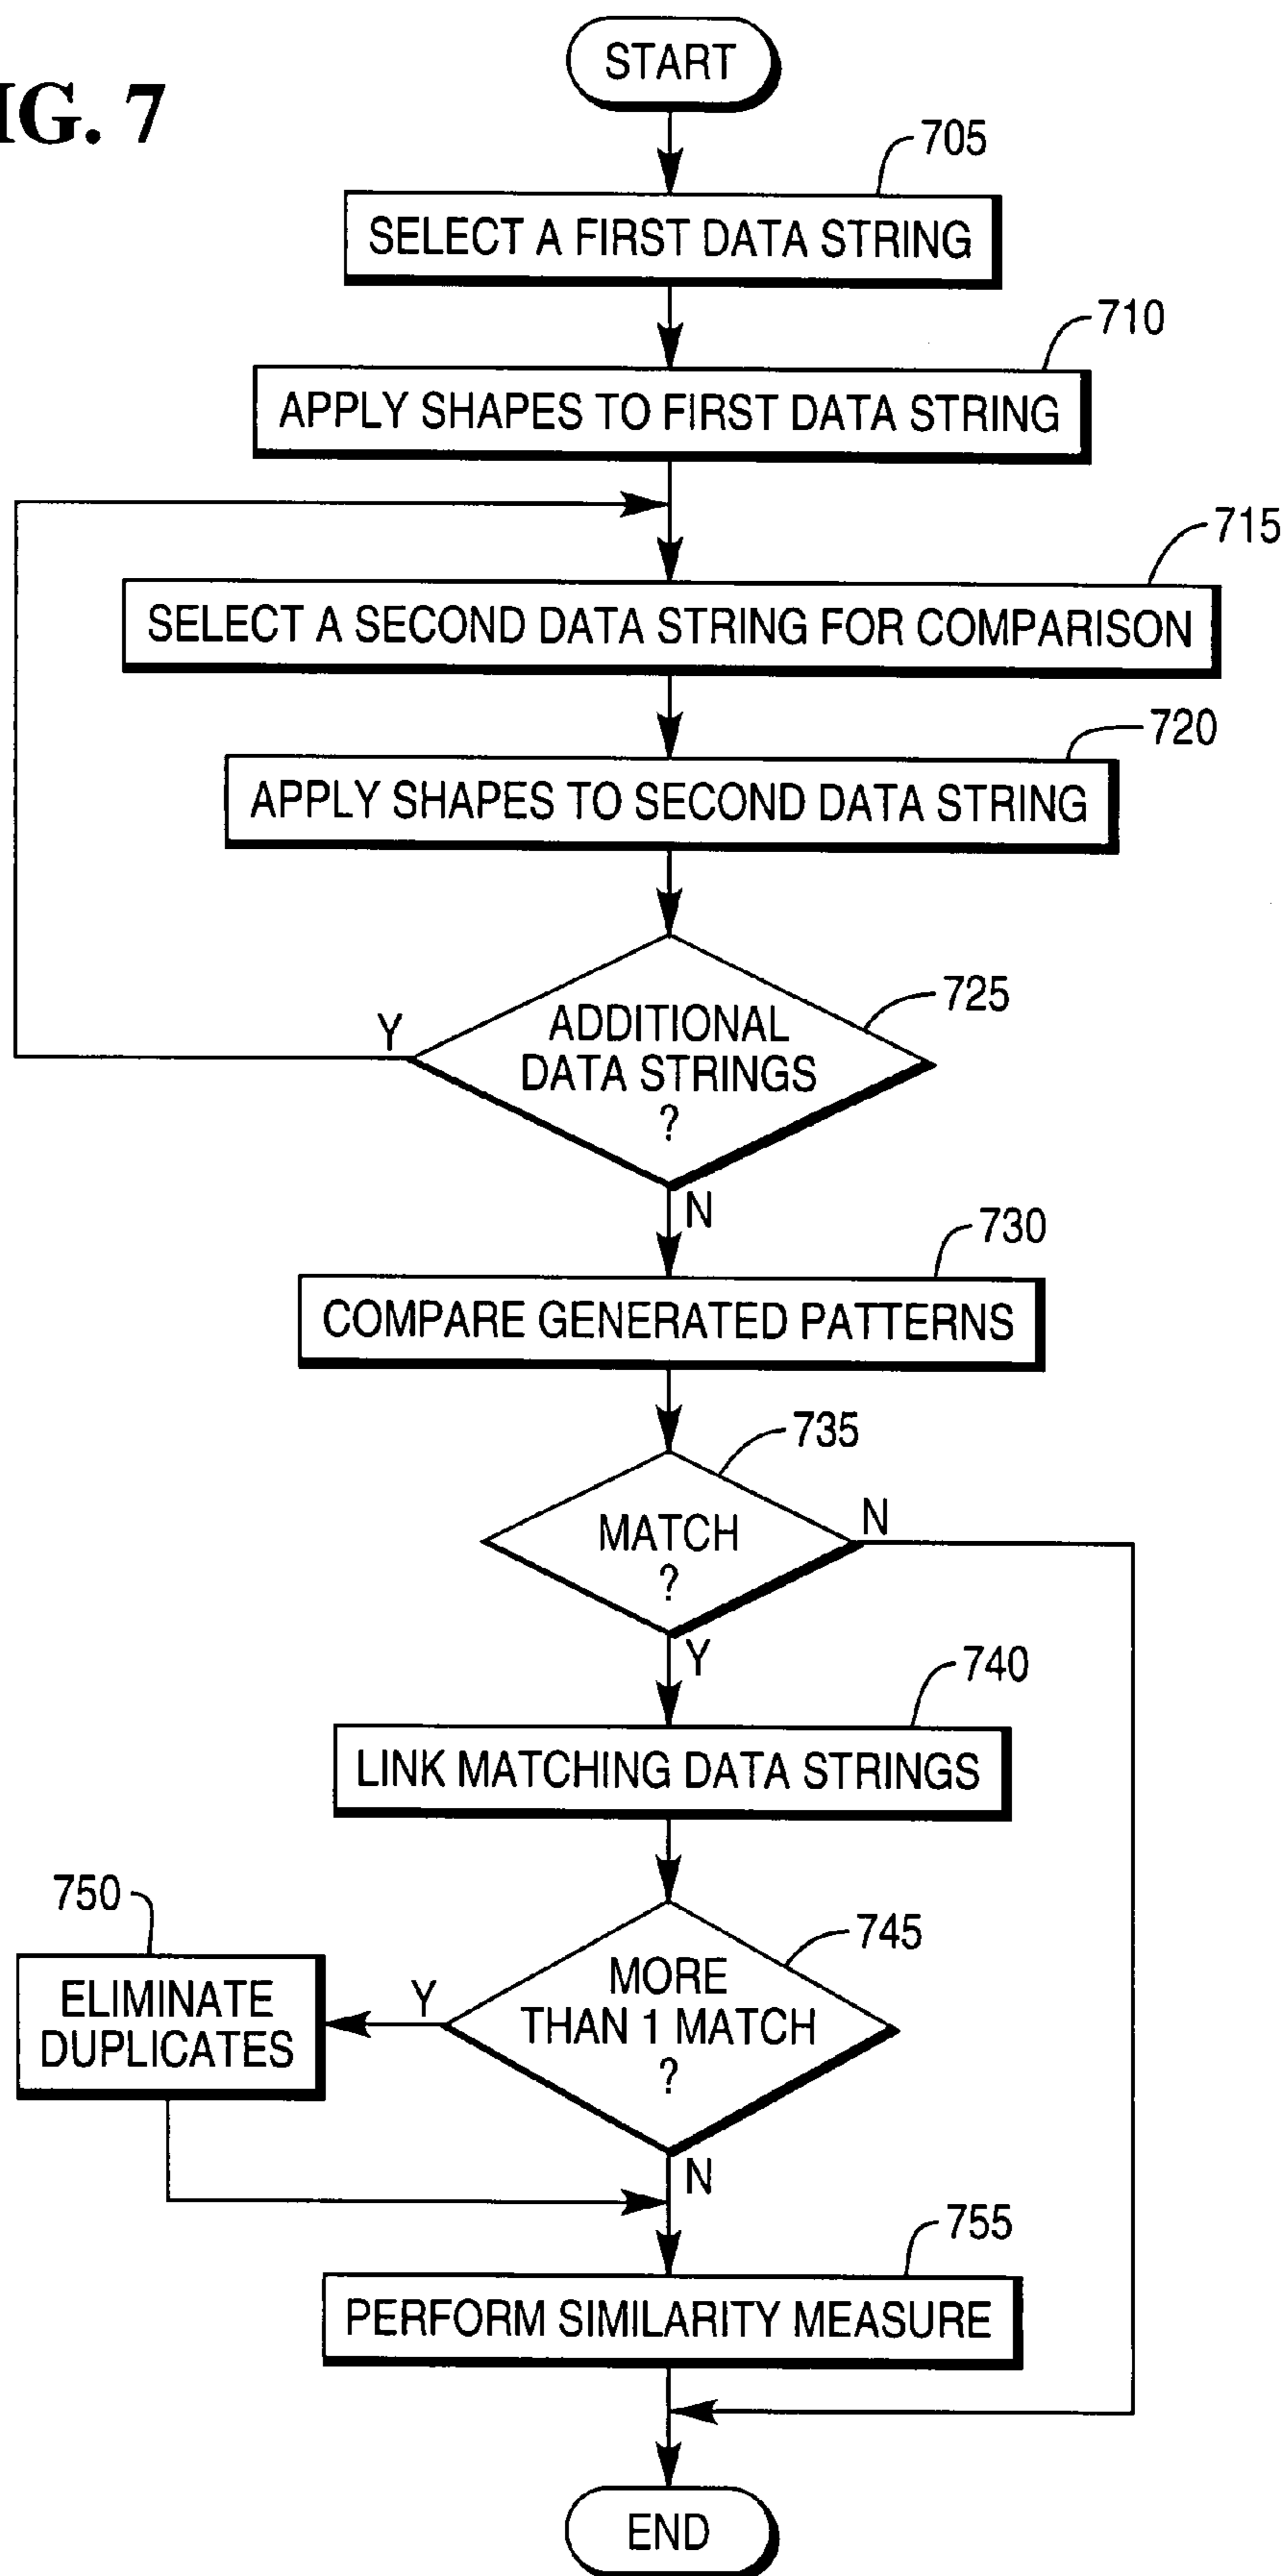 IG. 7
START
705
SELECT A FIRST DATA STRING
710
APPLY SHAPES TO FIRST DATA STRING
715
SELECT A SECOND DATA STRING FOR COMPARISON
720
APPLY SHAPES TO SECOND DATA STRING
725
Y
ADDITIONAL
DATA STRINGS
?
N
730
COMPARE GENERATED PATTERNS
735
MATCH
?
N
Y
740
LINK MATCHING DATA STRINGS
750
745
ELIMINATE
DUPLICATES
Y
MORE
THAN 1 MATCH
?
N
755
PERFORM SIMILARITY MEASURE
END